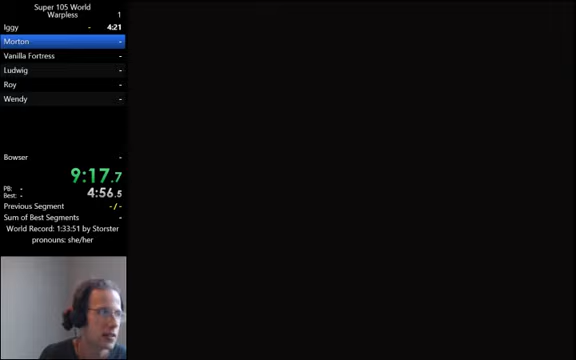 Super 105 World
Warpless 1
Iggy - 4:21
Morton -
Vanilla Fortress -
Ludwig -
Roy -
Wendy -
Bowser -
9:17.7
PB: - 4:56.5
Best: -
Previous Segment -/-
Sum of Best Segments -
World Record: 1:33:51 by Storster
pronouns: she/her